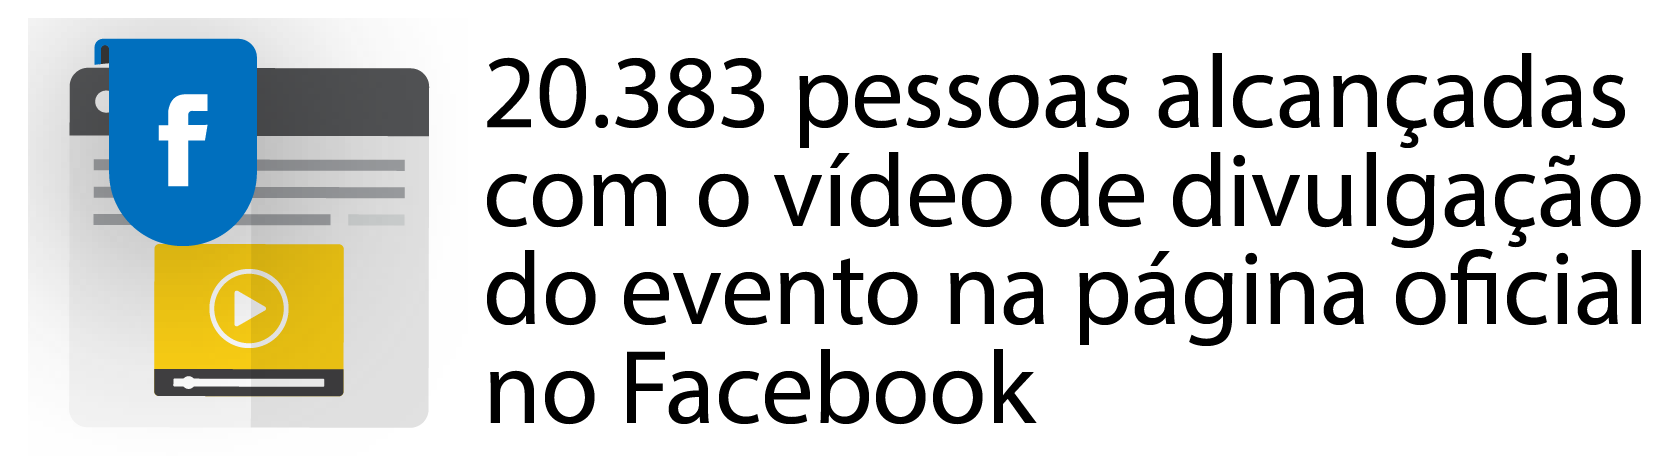 f
20.383 pessoas alcançadas
com o vídeo de divulgação
do evento na página oficial
no Facebook